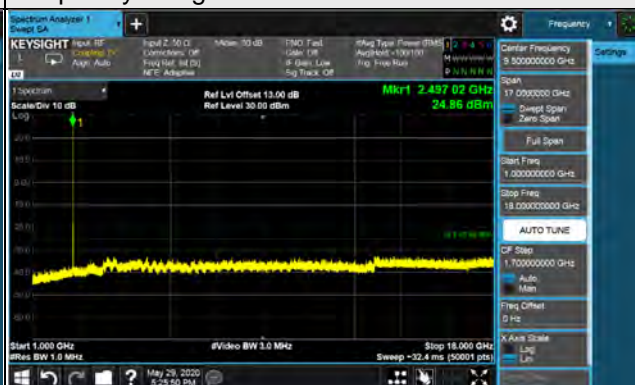 Spectrum Analyzer 1
Swept SA
Frequency
KEYSIGHT
Input: RF
Coupling: DC
Align: Auto
Input Z: 50 Ω
Corrections: Off
Freq Ref: Int (S)
NFE: Adaptive
#Atten: 30 dB
PNO: Fast
Gate: Off
IF Gain: Low
Sig Track: Off
#Avg Type: Power (RMS)
Avg|Hold: >100/100
Trig: Free Run
1 2 3 4 5 6
M W W W W W
P N N N N N
Center Frequency
9.500000000 GHz
Settings
Span
17.0000000 GHz
Swept Span
Zero Span
Full Span
Start Freq
1.000000000 GHz
Stop Freq
18.000000000 GHz
AUTO TUNE
CF Step
1.700000000 GHz
Auto
Man
Freq Offset
0 Hz
X Axis Scale
Log
Lin
1 Spectrum
Scale/Div 10 dB
Log
Ref Lvl Offset 13.00 dB
Ref Level 30.00 dBm
Mkr1 2.497 02 GHz
24.86 dBm
1
Start 1.000 GHz
#Res BW 1.0 MHz
#Video BW 3.0 MHz
Stop 18.000 GHz
Sweep ~32.4 ms (50001 pts)
May 29, 2020
5:25:50 PM